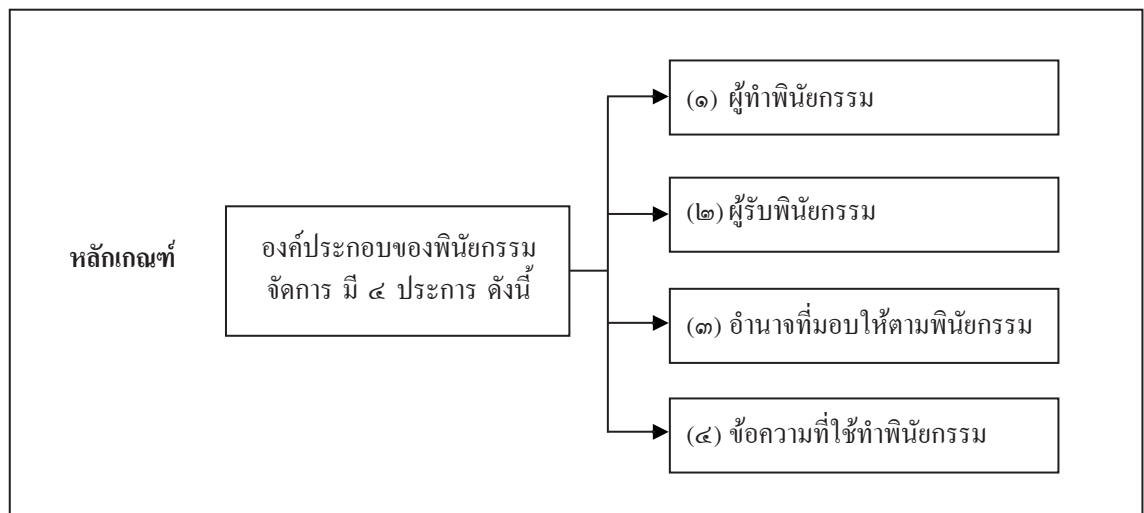 หลักเกณฑ์
องค์ประกอบของพินัยกรรม
จัดการ มี ๔ ประการ ดังนี้
(๑) ผู้ทำพินัยกรรม
(๒) ผู้รับพินัยกรรม
(๓) อำนาจที่มอบให้ตามพินัยกรรม
(๔) ข้อความที่ใช้ทำพินัยกรรม